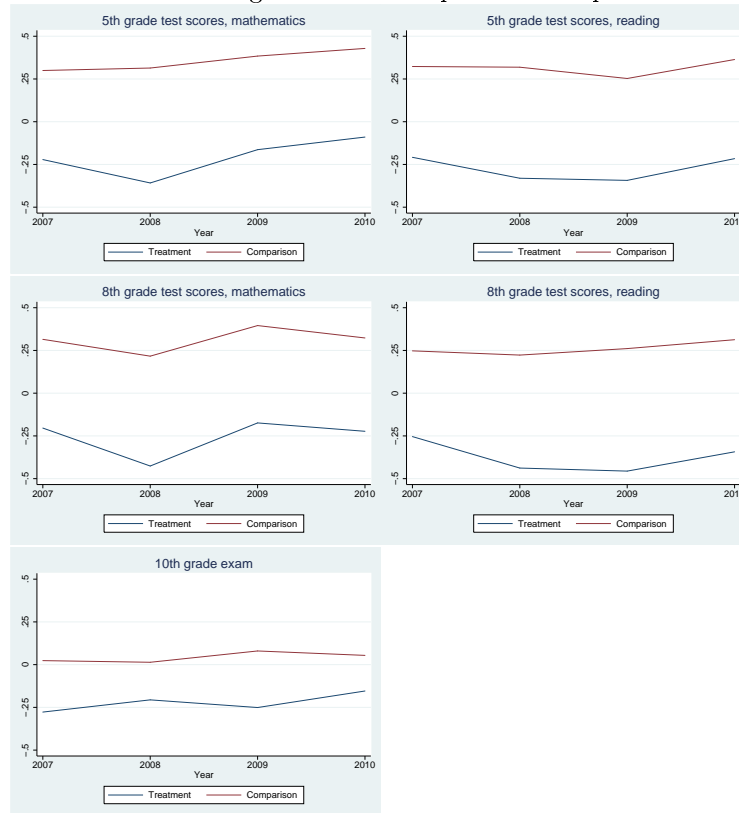 5th grade test scores, mathematics
.5
.25
0
-.25
-.5
2007 2008 2009 2010
Year
Treatment Comparison
5th grade test scores, reading
.5
.25
0
-.25
-.5
2007 2008 2009 201
Year
Treatment Comparison
8th grade test scores, mathematics
.5
.25
0
-.25
-.5
2007 2008 2009 2010
Year
Treatment Comparison
8th grade test scores, reading
.5
.25
0
-.25
-.5
2007 2008 2009 201
Year
Treatment Comparison
10th grade exam
.5
.25
0
-.25
-.5
2007 2008 2009 2010
Year
Treatment Comparison